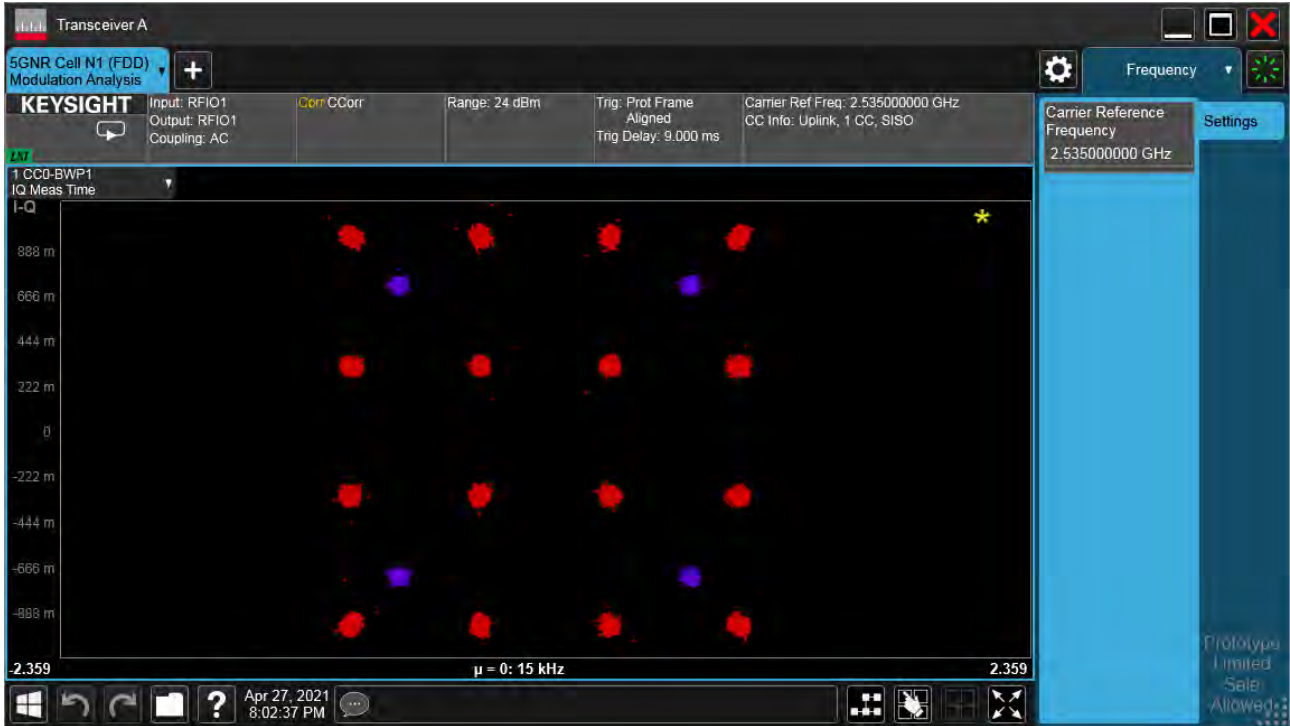 Transceiver A
5GNR Cell N1 (FDD)
Modulation Analysis
+
Frequency
KEYSIGHT
LXI
Input: RFIO1
Output: RFIO1
Coupling: AC
Corr CCorr
Range: 24 dBm
Trig: Prot Frame
Aligned
Trig Delay: 9.000 ms
Carrier Ref Freq: 2.535000000 GHz
CC Info: Uplink, 1 CC, SISO
Carrier Reference
Frequency
2.535000000 GHz
Settings
1 CC0-BWP1
IQ Meas Time
I-Q
*
888 m
666 m
444 m
222 m
0
-222 m
-444 m
-666 m
-888 m
-2.359
µ = 0: 15 kHz
2.359
Prototype
Limited
Sale
Allowed
?
Apr 27, 2021
8:02:37 PM